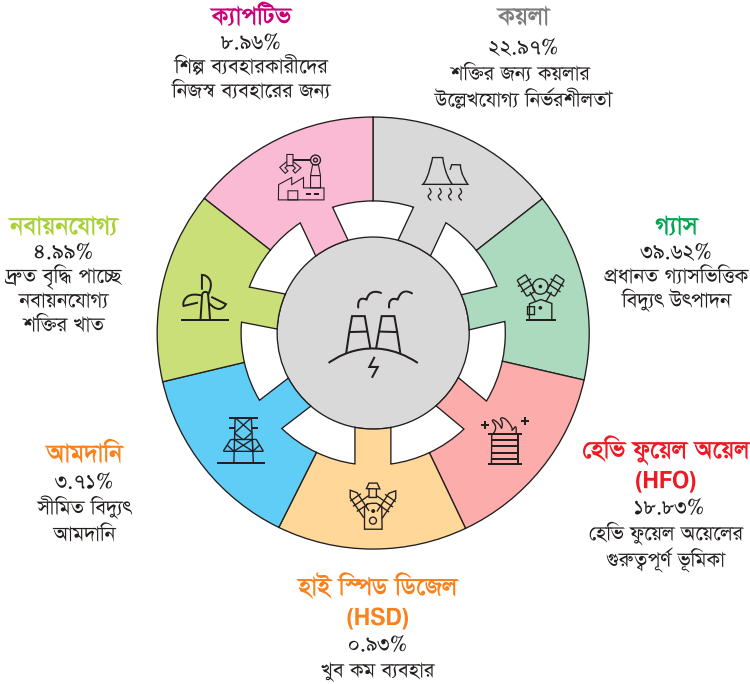 ক্যাপটিভ
৮.৯৬%
শিল্প ব্যবহারকারীদের
নিজস্ব ব্যবহারের জন্য
কয়লা
২২.৯৭%
শক্তির জন্য কয়লার
উল্লেখযোগ্য নির্ভরশীলতা
নবায়নযোগ্য
৪.৯৯%
দ্রুত বৃদ্ধি পাচ্ছে
নবায়নযোগ্য
শক্তির খাত
গ্যাস
৩৯.৬২%
প্রধানত গ্যাসভিত্তিক
বিদ্যুৎ উৎপাদন
আমদানি
৩.৭১%
সীমিত বিদ্যুৎ
আমদানি
হেভি ফুয়েল অয়েল
(HFO)
১৮.৮৩%
হেভি ফুয়েল অয়েলের
গুরুত্বপূর্ণ ভূমিকা
হাই স্পিড ডিজেল
(HSD)
০.৯৩%
খুব কম ব্যবহার